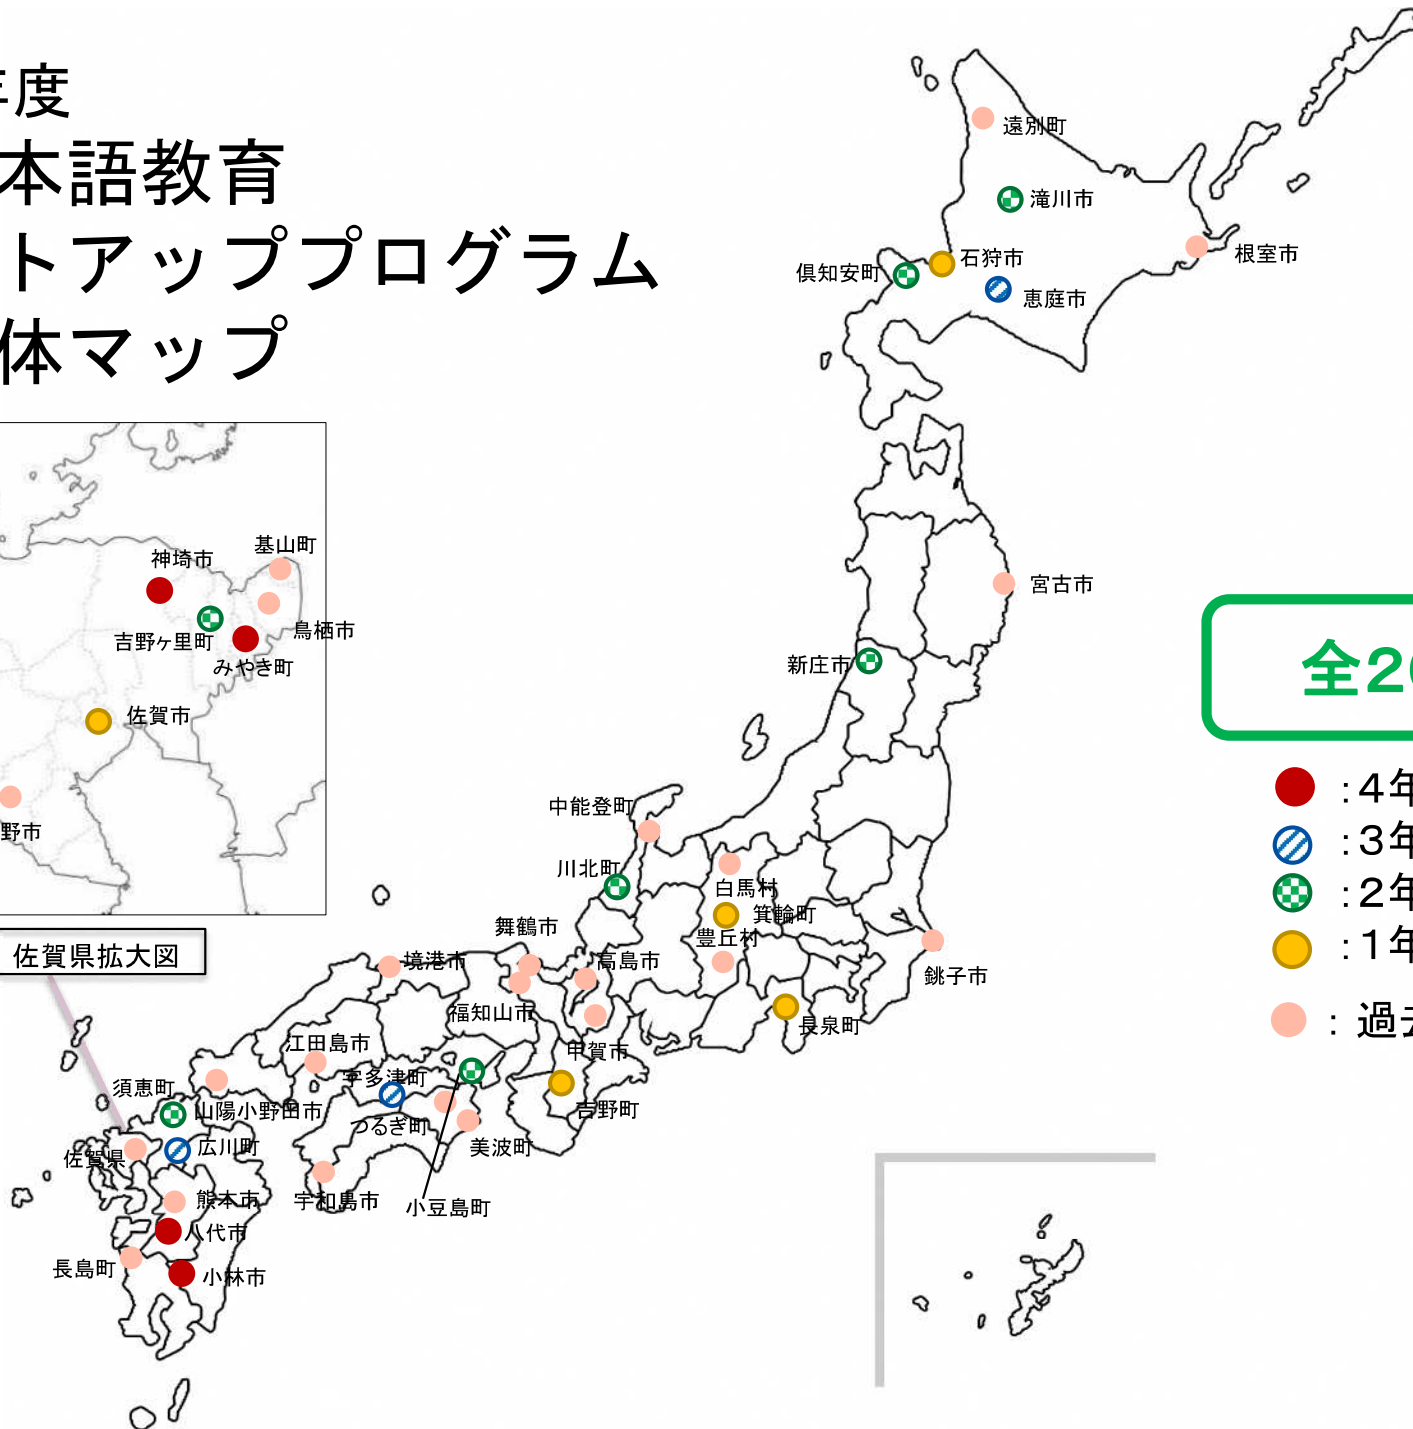 年度
本語教育
トアッププログラム
体マップ
遠別町
滝川市
石狩市
倶知安町
恵庭市
根室市
神埼市
基山町
吉野ヶ里町
鳥栖市
みやき町
佐賀市
野市
佐賀県拡大図
宮古市
新庄市
全2
:4年
:3年
:2年
:1年
: 過去
中能登町
川北町
白馬村
箕輪町
豊丘村
舞鶴市
境港市
高島市
銚子市
福知山市
長泉町
江田島市
甲賀市
宇多津町
須恵町
山陽小野田市
吉野町
つるぎ町
美波町
広川町
佐賀県
熊本市
宇和島市
小豆島町
八代市
長島町
小林市